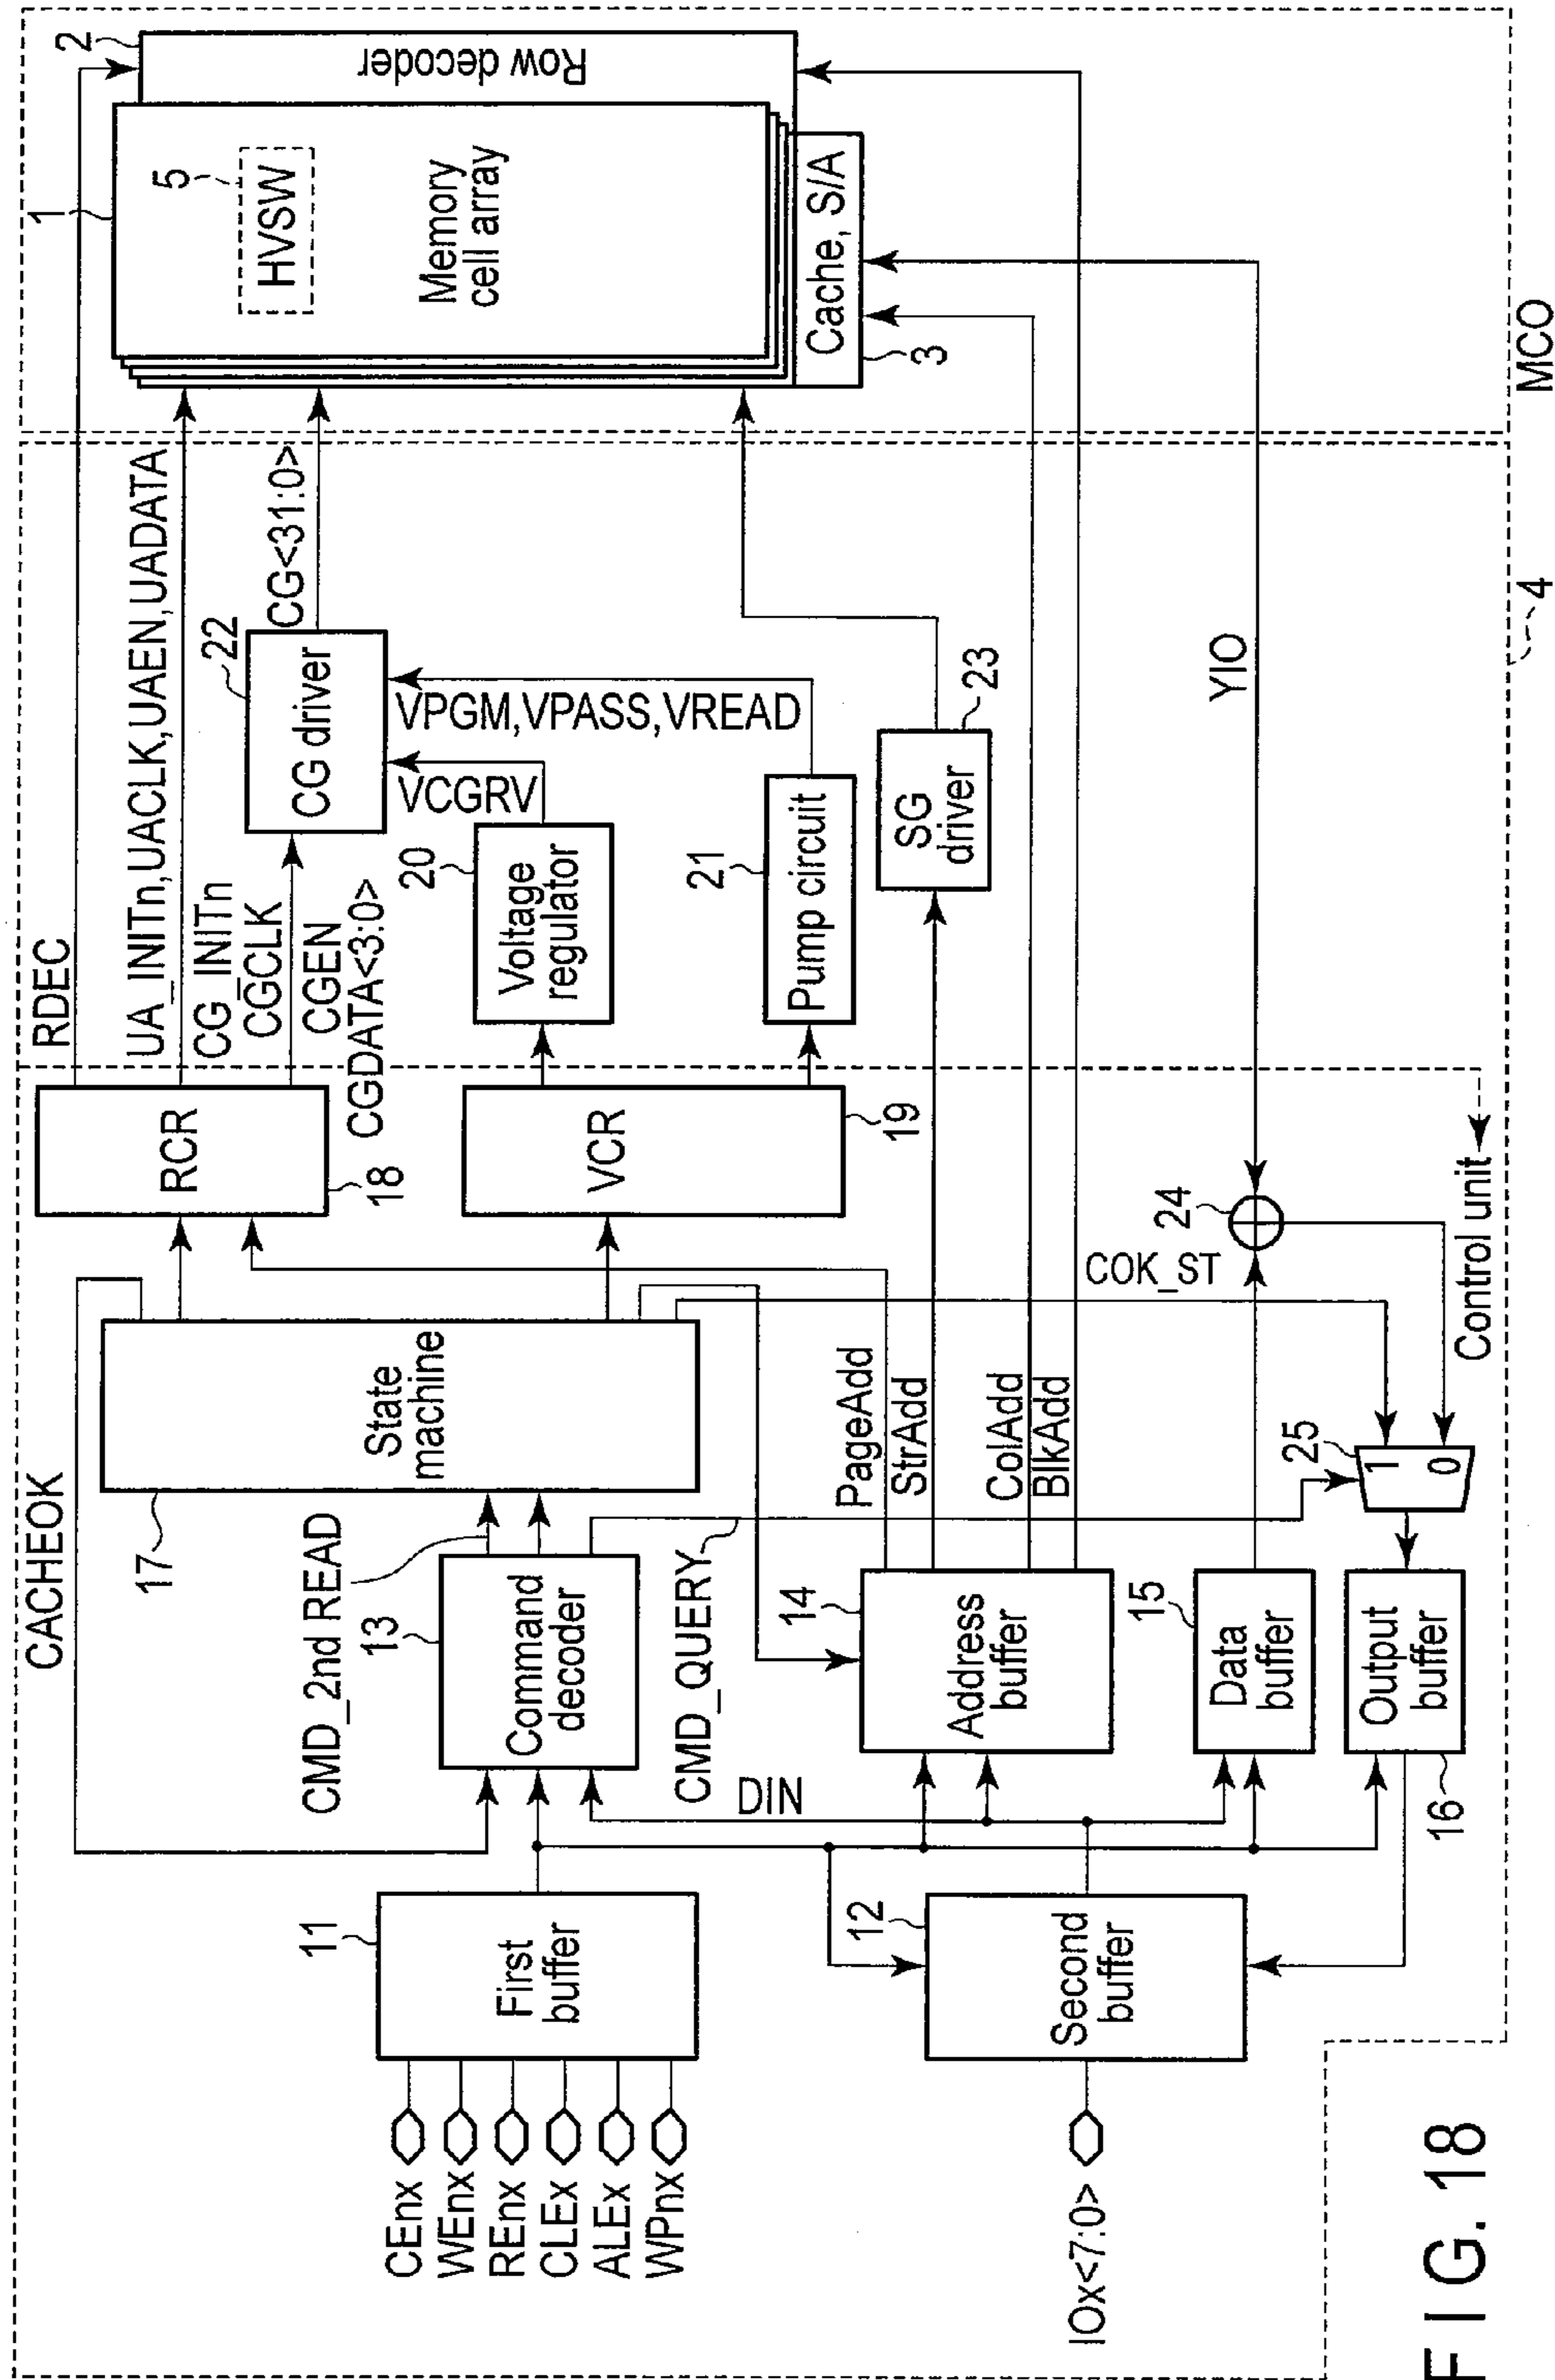 CEnx
WEnx
REnx
CLEx
ALEx
WPnx
IOx<7:0>
11
First
buffer
12
Second
buffer
CACHEOK
CMD_2nd READ
13
Command
decoder
CMD_QUERY
DIN
14
Address
buffer
15
Data
buffer
16
Output
buffer
17
State
machine
PageAdd
StrAdd
ColAdd
BlkAdd
COK_ST
24
25
1
0
Control unit
RCR
18
VCR
19
RDEC
UA_INITn,UACLK,UAEN,UADATA
CG_INITn
CGCLK
CGEN
CGDATA<3:0>
20
Voltage
regulator
21
Pump circuit
VCGRV
VPGM,VPASS,VREAD
22
CG driver
CG<31:0>
SG
driver
23
YIO
4
1
2
5
HVSW
Memory
cell array
Row decoder
Cache, S/A
3
MCO
FIG. 18